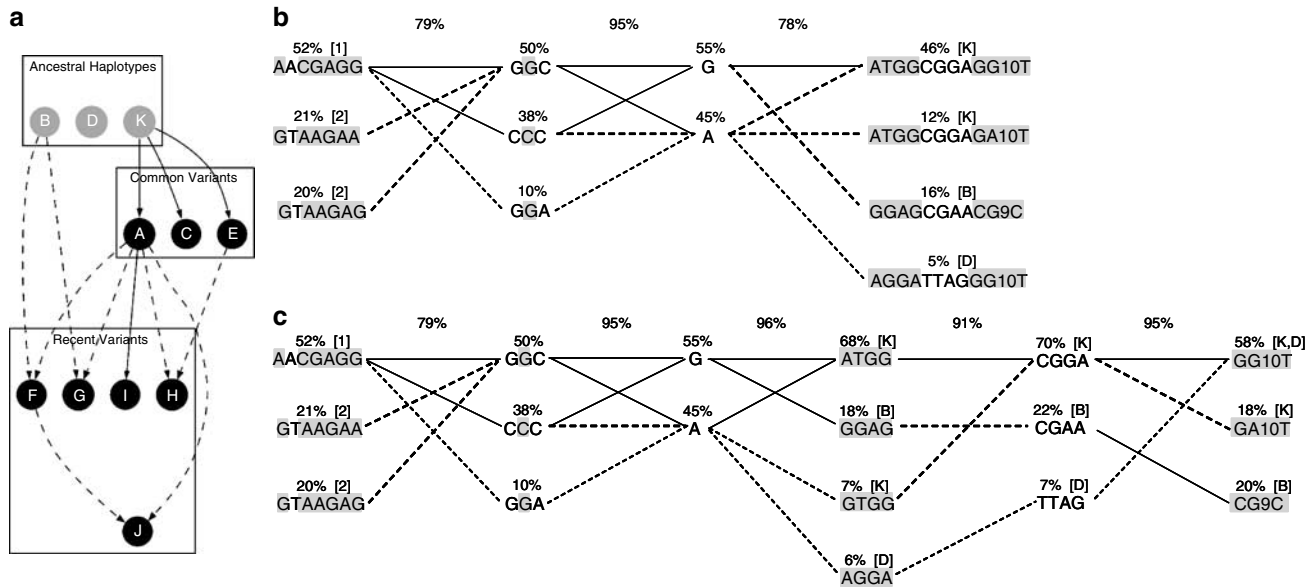 a
Ancestral Haplotypes
B D K
Common Variants
A C E
Recent Variants
F G I H
J
b
79% 95% 78%
52% [1] 50% 55% 46% [K]
AACGAGG GGC G ATGGCGGAGG10T
21% [2] 38% 45% 12% [K]
GTAAGAA CCC A ATGGCGGAGA10T
20% [2] 10% 16% [B]
GTAAGAG GGA GGAGCGAACG9C
5% [D]
AGGATTAGGG10T
c
79% 95% 96% 91% 95%
52% [1] 50% 55% 68% [K] 70% [K] 58% [K,D]
AACGAGG GGC G ATGG CGGA GG10T
21% [2] 38% 45% 18% [B] 22% [B] 18% [K]
GTAAGAA CCC A GGAG CGAA GA10T
20% [2] 10% 7% [K] 7% [D] 20% [B]
GTAAGAG GGA GTGG TTAG CG9C
6% [D]
AGGA